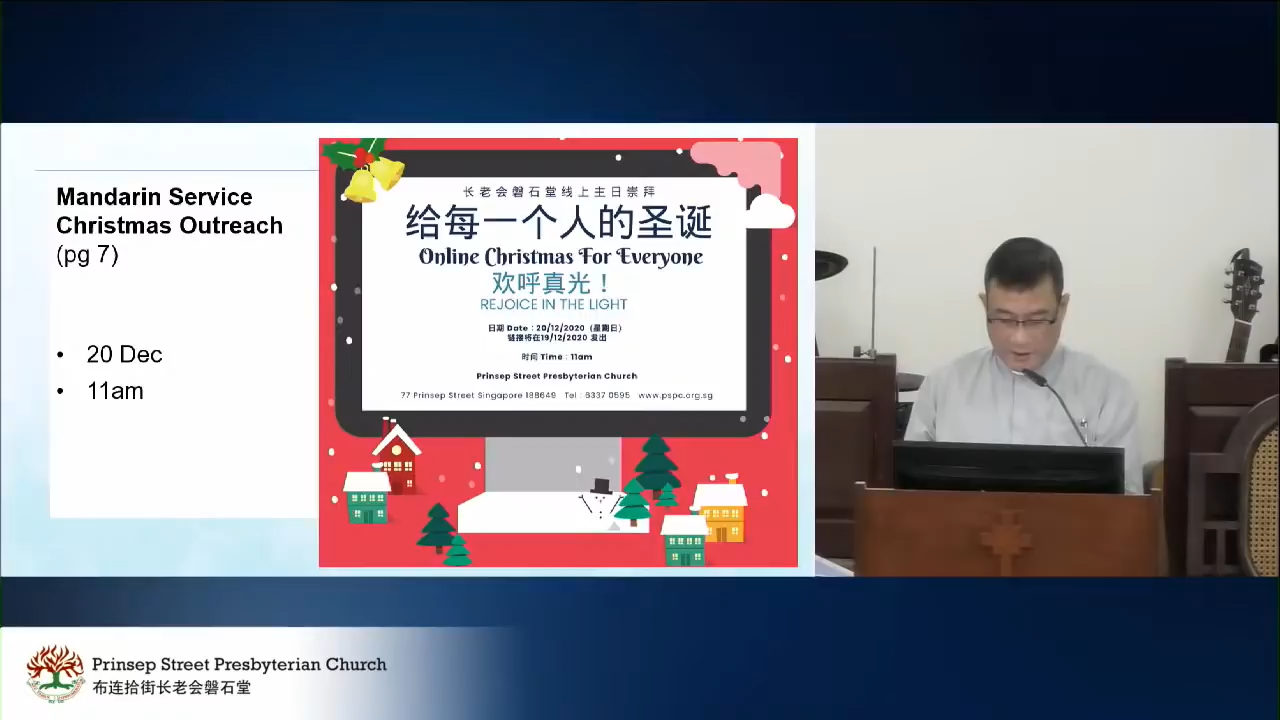 Mandarin Service
Christmas Outreach
(pg 7)
• 20 Dec
• 11am
长老会磐石堂线上主日崇拜
给每一个人的圣诞
Online Christmas For Everyone
欢呼真光！
REJOICE IN THE LIGHT
日期 Date : 20/12/2020（星期日）
链接将在19/12/2020 发出
时间 Time : 11am
Prinsep Street Presbyterian Church
77 Prinsep Street Singapore 188649 Tel : 6337 0595 www.pspc.org.sg
Prinsep Street Presbyterian Church
布连拾街长老会磐石堂